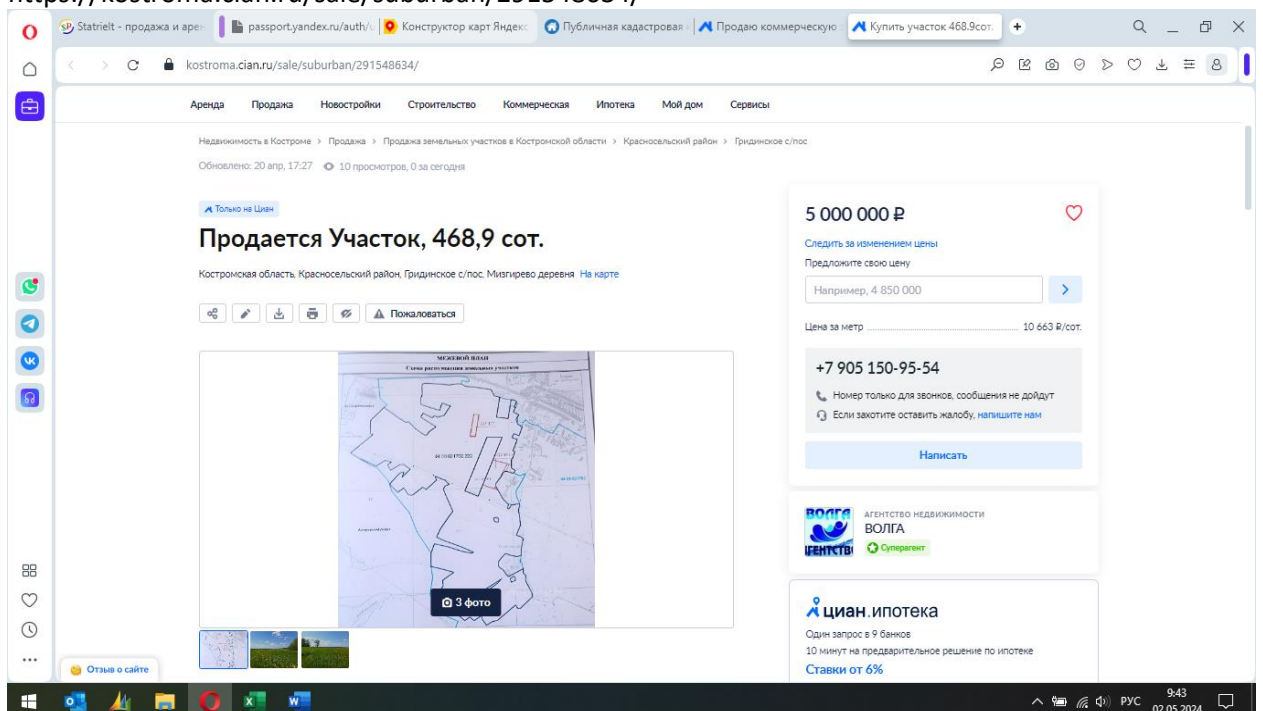 https://kostroma.cian.ru/sale/suburban/291548634/
Statrielt - продажа и арен
passport.yandex.ru/auth/
Конструктор карт Яндекс
Публичная кадастровая
Продаю коммерческую
Купить участок 468.9сот.
kostroma.cian.ru/sale/suburban/291548634/
Аренда Продажа Новостройки Строительство Коммерческая Ипотека Мой дом Сервисы
Недвижимость в Костроме > Продажа > Продажа земельных участков в Костромской области > Красносельский район > Гридинское с/пос
Обновлено: 20 апр, 17:27 10 просмотров, 0 за сегодня
Только на Циан
Продается Участок, 468,9 сот.
Костромская область, Красносельский район, Гридинское с/пос, Мизгирево деревня На карте
Пожаловаться
МЕЖЕВОЙ ПЛАН
Схема расположения земельных участков
3 фото
5 000 000 ₽
Следить за изменением цены
Предложите свою цену
Например, 4 850 000
Цена за метр 10 663 ₽/сот.
+7 905 150-95-54
Номер только для звонков, сообщения не дойдут
Если захотите оставить жалобу, напишите нам
Написать
ВОЛГА
АГЕНТСТВО НЕДВИЖИМОСТИ
ВОЛГА
Суперагент
циан.ипотека
Один запрос в 9 банков
10 минут на предварительное решение по ипотеке
Ставки от 6%
Отзыв о сайте
РУС
9:43
02.05.2024